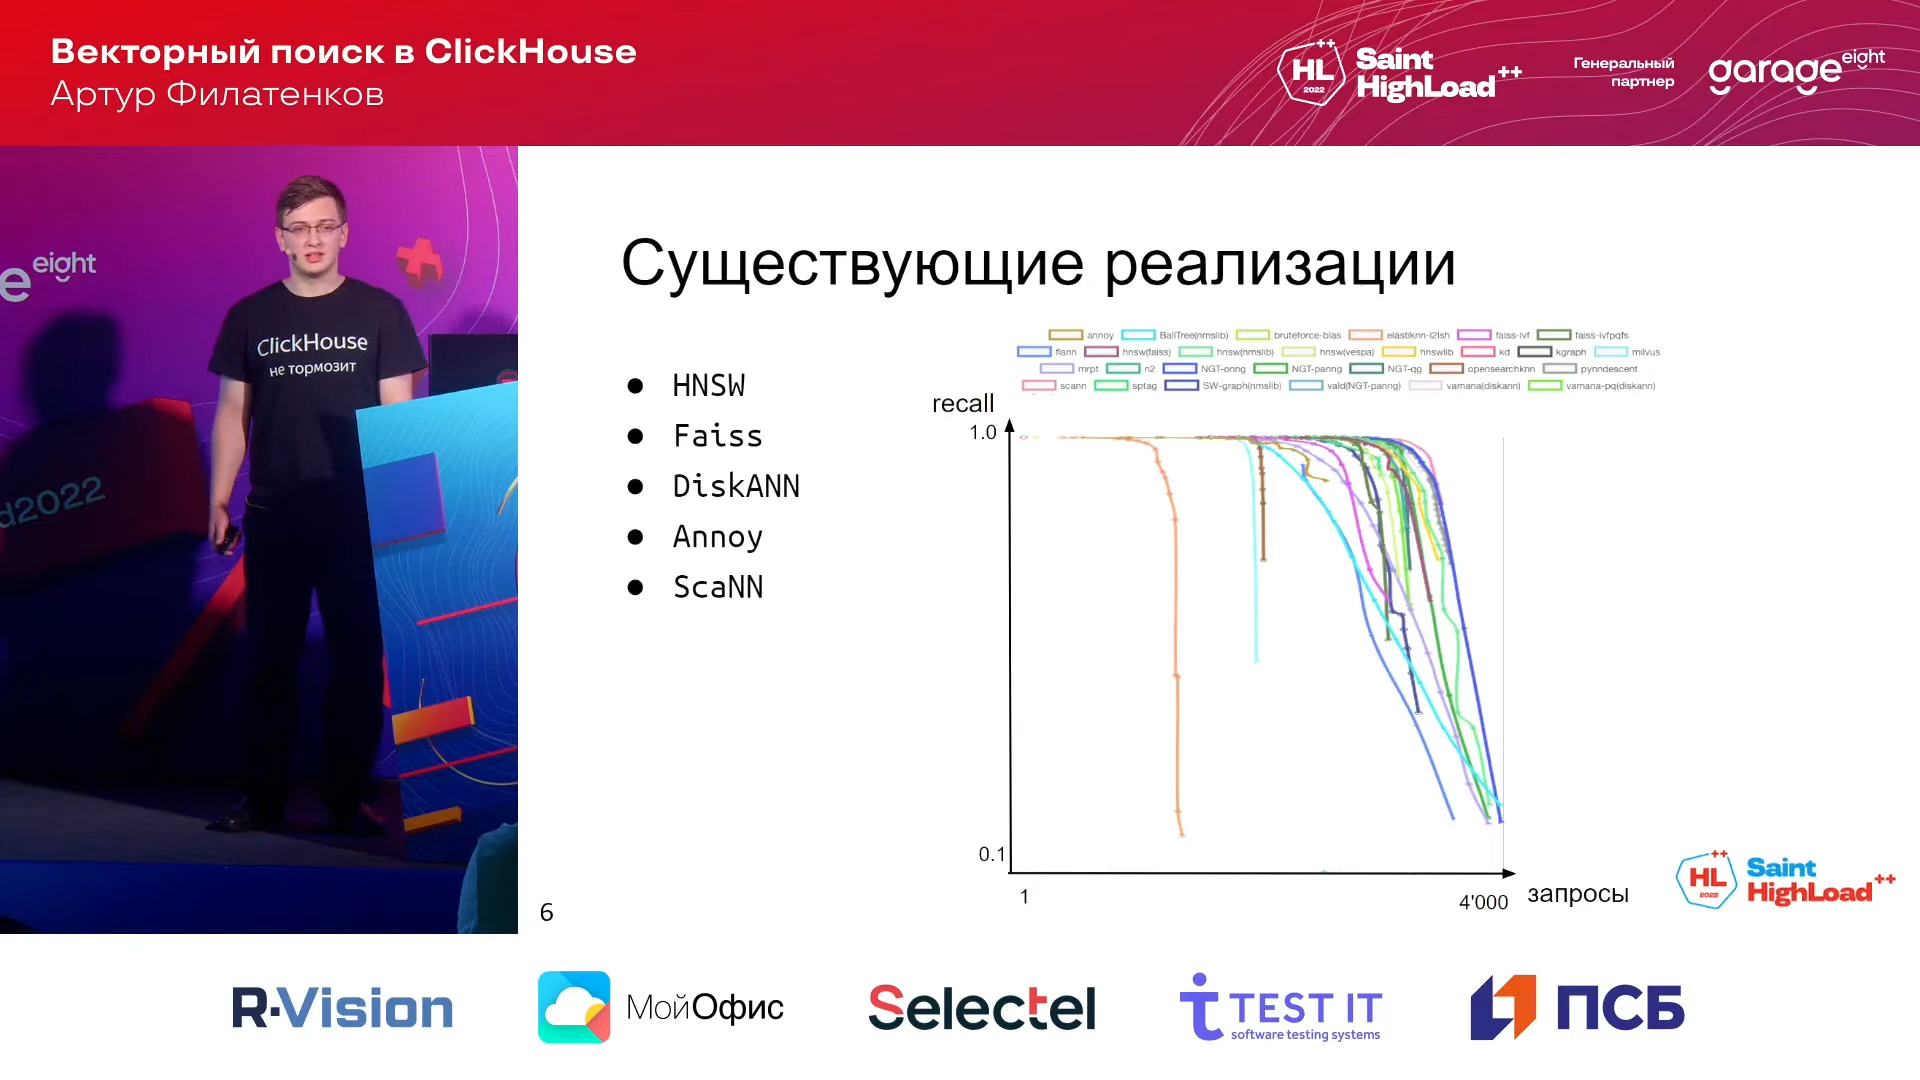 Векторный поиск в ClickHouse
Артур Филатенков
HL
2022
Saint
HighLoad++
Генеральный
партнер
garage eight
e eight
d2022
ClickHouse
не тормозит
Существующие реализации
● HNSW
● Faiss
● DiskANN
● Annoy
● ScaNN
annoy BallTree(nmslib) bruteforce-blas elastiknn-l2lsh faiss-ivf faiss-ivfpqfs
flann hnsw(faiss) hnsw(nmslib) hnsw(vespa) hnswlib kd kgraph milvus
mrpt n2 NGT-onng NGT-panng NGT-qg opensearchknn pynndescent
scann sptag SW-graph(nmslib) vald(NGT-panng) vamana(diskann) vamana-pq(diskann)
recall
1.0
0.1
1
4'000
запросы
6
HL
2022
Saint
HighLoad++
R·Vision
МойОфис
Selectel
TEST IT
software testing systems
ПСБ